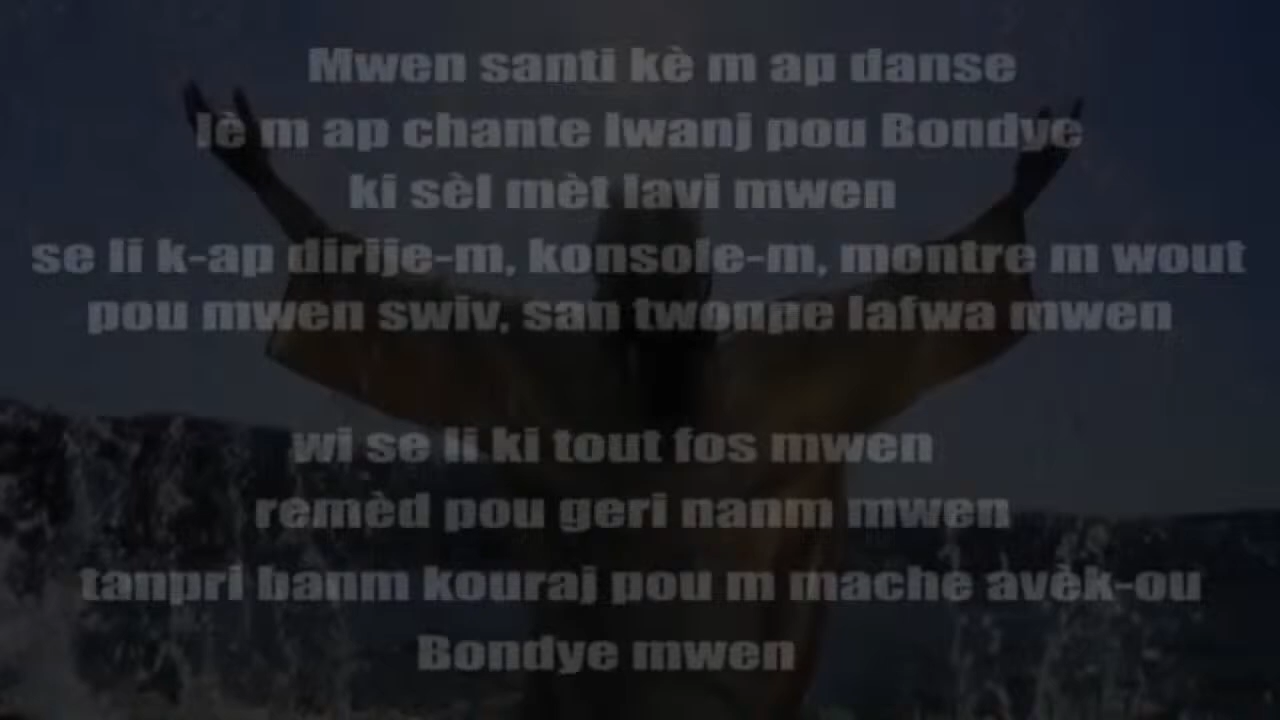 Mwen santi kè m ap danse
lè m ap chante lwanj pou Bondye
ki sèl mèt lavi mwen
se li k-ap dirije-m, konsole-m, montre m wout
pou mwen swiv, san twonpe lafwa mwen
wi se li ki tout fos mwen
remèd pou geri nanm mwen
tanpri banm kouraj pou m mache avèk-ou
Bondye mwen